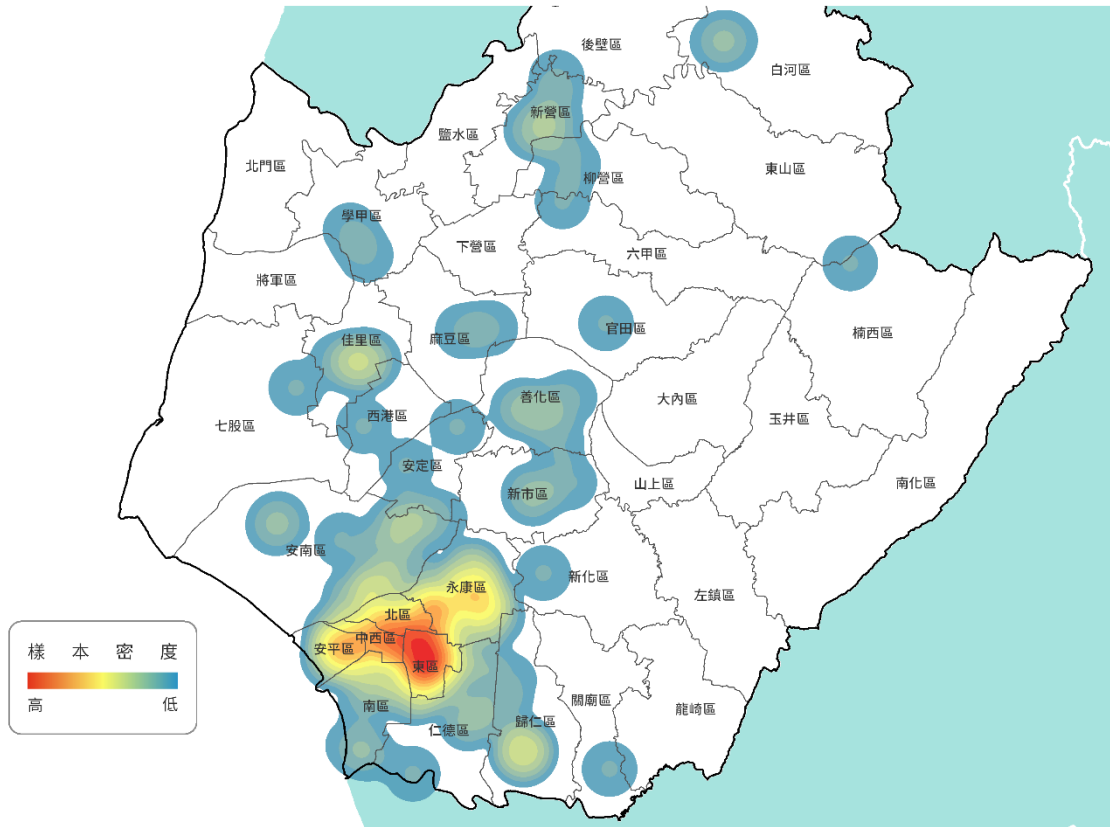 後壁區
白河區
新營區
鹽水區
北門區
東山區
柳營區
學甲區
下營區
六甲區
將軍區
官田區
楠西區
麻豆區
佳里區
善化區
大內區
西港區
玉井區
七股區
安定區
山上區
南化區
新市區
安南區
新化區
永康區
左鎮區
北區
中西區
安平區
東區
關廟區
南區
龍崎區
歸仁區
仁德區
樣本密度
高 低